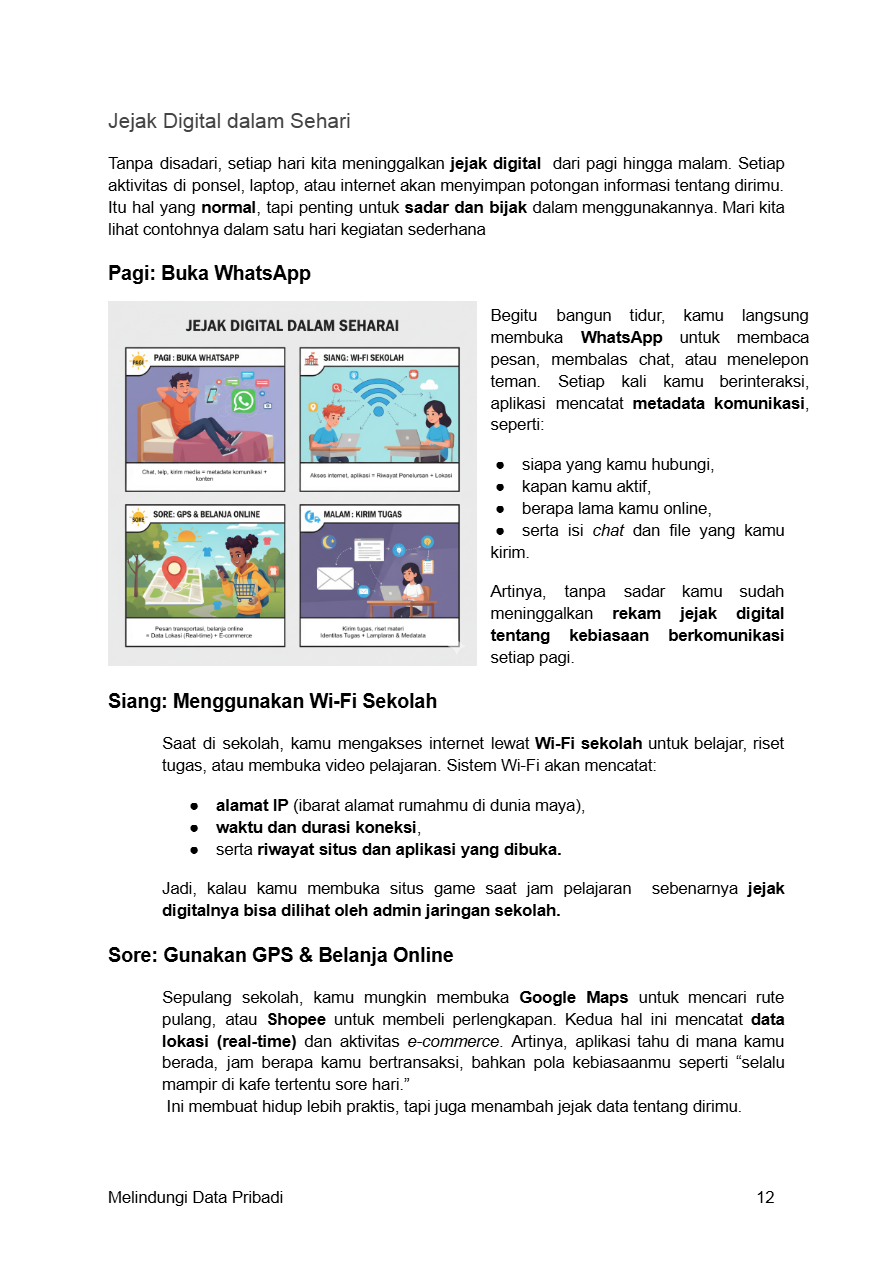 Jejak Digital dalam Sehari
Tanpa disadari, setiap hari kita meninggalkan jejak digital dari pagi hingga malam. Setiap
aktivitas di ponsel, laptop, atau internet akan menyimpan potongan informasi tentang dirimu.
Itu hal yang normal, tapi penting untuk sadar dan bijak dalam menggunakannya. Mari kita
lihat contohnya dalam satu hari kegiatan sederhana
Pagi: Buka WhatsApp
JEJAK DIGITAL DALAM SEHARAI
PAGI
PAGI : BUKA WHATSAPP
Chat, telp, kirim media = metadata komunikasi +
konten
SIANG: WI-FI SEKOLAH
Akses internet, aplikasi = Riwayat Penelusran + Lokasi
SORE
SORE: GPS & BELANJA ONLINE
Pesan transportasi, belanja online
= Data Lokasi (Real-time) + E-commerce
MALAM : KIRIM TUGAS
Kirim tugas, riset materi
Identitas Tugas + Lamplaran & Medatata
Begitu bangun tidur, kamu langsung
membuka WhatsApp untuk membaca
pesan, membalas chat, atau menelepon
teman. Setiap kali kamu berinteraksi,
aplikasi mencatat metadata komunikasi,
seperti:
● siapa yang kamu hubungi,
● kapan kamu aktif,
● berapa lama kamu online,
● serta isi chat dan file yang kamu
kirim.
Artinya, tanpa sadar kamu sudah
meninggalkan rekam jejak digital
tentang kebiasaan berkomunikasi
setiap pagi.
Siang: Menggunakan Wi-Fi Sekolah
Saat di sekolah, kamu mengakses internet lewat Wi-Fi sekolah untuk belajar, riset
tugas, atau membuka video pelajaran. Sistem Wi-Fi akan mencatat:
● alamat IP (ibarat alamat rumahmu di dunia maya),
● waktu dan durasi koneksi,
● serta riwayat situs dan aplikasi yang dibuka.
Jadi, kalau kamu membuka situs game saat jam pelajaran sebenarnya jejak
digitalnya bisa dilihat oleh admin jaringan sekolah.
Sore: Gunakan GPS & Belanja Online
Sepulang sekolah, kamu mungkin membuka Google Maps untuk mencari rute
pulang, atau Shopee untuk membeli perlengkapan. Kedua hal ini mencatat data
lokasi (real-time) dan aktivitas e-commerce. Artinya, aplikasi tahu di mana kamu
berada, jam berapa kamu bertransaksi, bahkan pola kebiasaanmu seperti “selalu
mampir di kafe tertentu sore hari.”
Ini membuat hidup lebih praktis, tapi juga menambah jejak data tentang dirimu.
Melindungi Data Pribadi 12